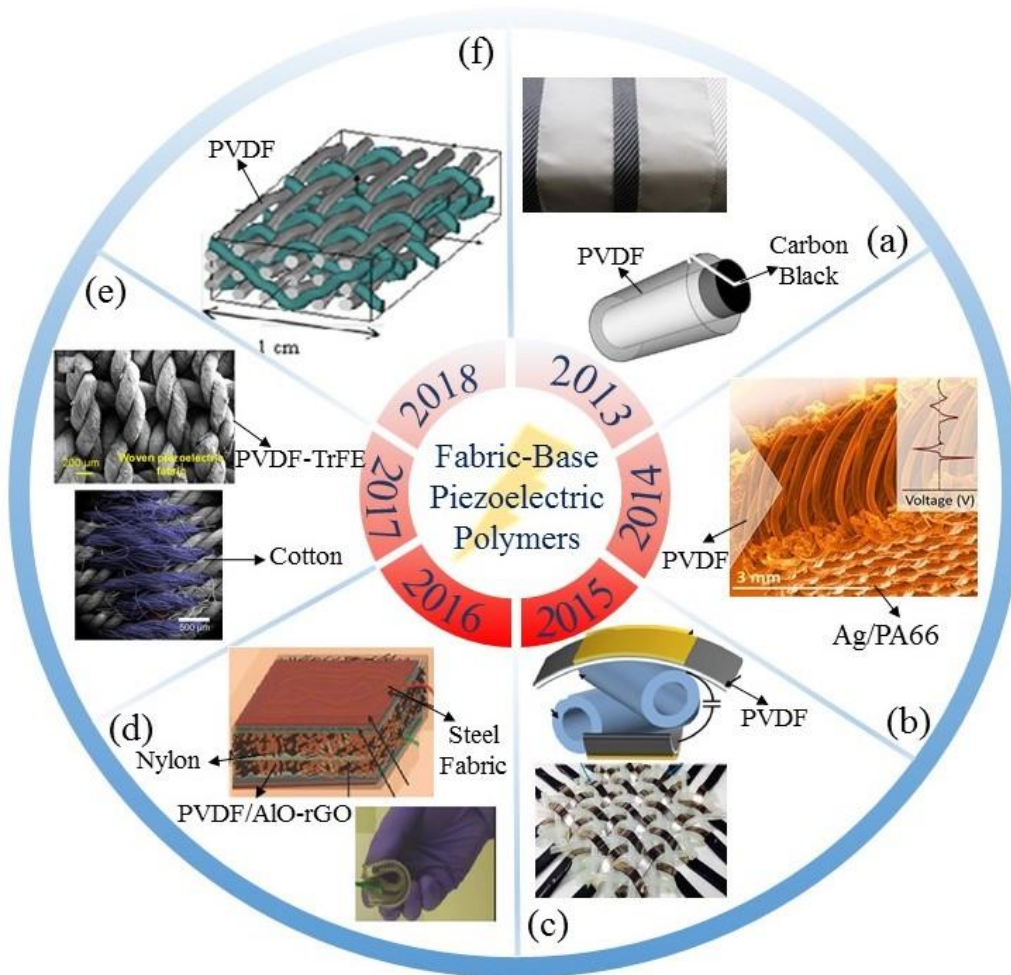 Fabric-Base
Piezoelectric
Polymers
2013
2014
2015
2016
2017
2018
(a)
PVDF
Carbon
Black
(b)
Voltage (V)
PVDF
3 mm
Ag/PA66
(c)
PVDF
(d)
Steel
Fabric
Nylon
PVDF/AlO-rGO
(e)
200 μm
Woven piezoelectric
fabric
PVDF-TrFE
Cotton
500 μm
(f)
PVDF
1 cm